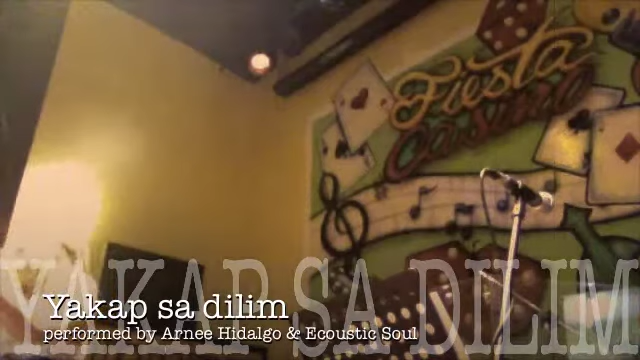 Fiesta
Casino
YAKAP SA DILIM
Yakap sa dilim
performed by Arnee Hidalgo & Ecoustic Soul